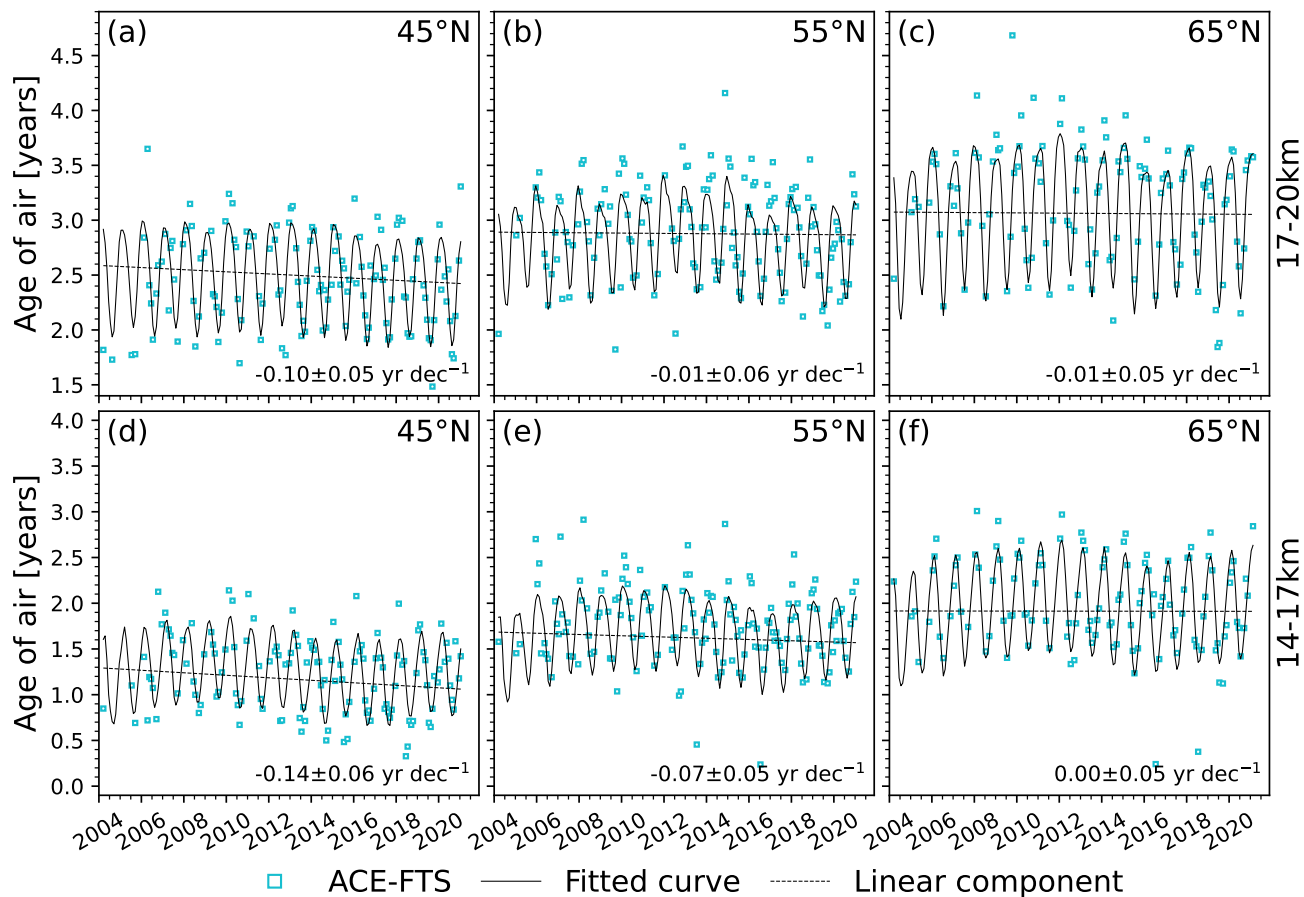 (a) 45°N
(b) 55°N
(c) 65°N
Age of air [years]
4.5
4.0
3.5
3.0
2.5
2.0
1.5
-0.10±0.05 yr dec⁻¹
-0.01±0.06 yr dec⁻¹
-0.01±0.05 yr dec⁻¹
17-20km
(d) 45°N
(e) 55°N
(f) 65°N
Age of air [years]
4.0
3.5
3.0
2.5
2.0
1.5
1.0
0.5
0.0
-0.14±0.06 yr dec⁻¹
-0.07±0.05 yr dec⁻¹
0.00±0.05 yr dec⁻¹
14-17km
2004 2006 2008 2010 2012 2014 2016 2018 2020
2004 2006 2008 2010 2012 2014 2016 2018 2020
2004 2006 2008 2010 2012 2014 2016 2018 2020
ACE-FTS Fitted curve Linear component